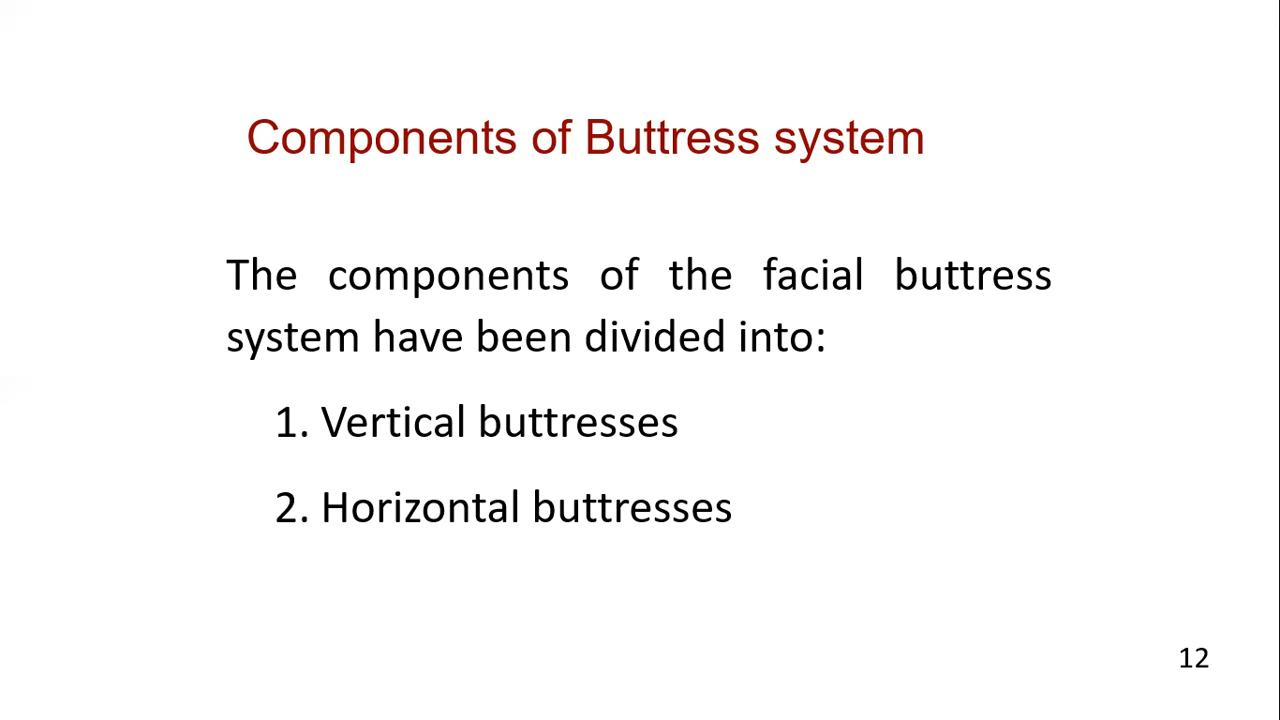 Components of Buttress system
The components of the facial buttress
system have been divided into:
1. Vertical buttresses
2. Horizontal buttresses
12